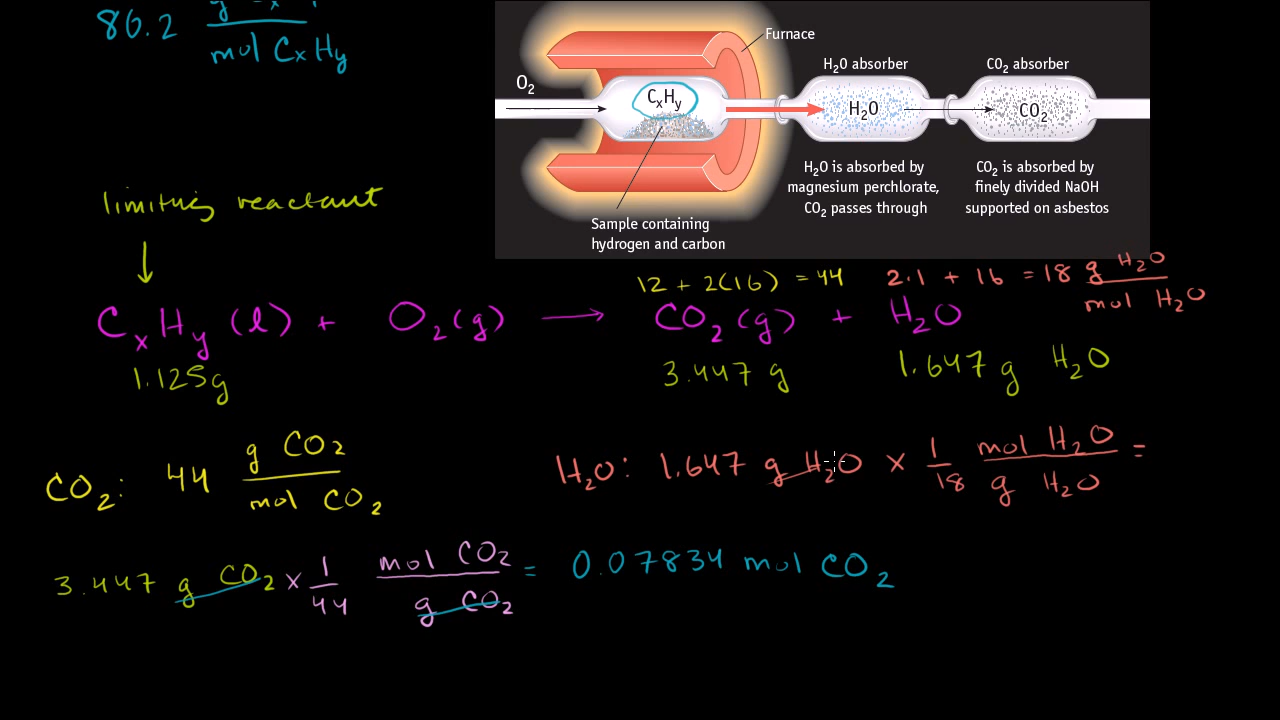 86.2 g CxHy / mol CxHy
Furnace
O₂
CₓHᵧ
H₂O absorber
CO₂ absorber
H₂O
CO₂
H₂O is absorbed by
magnesium perchlorate,
CO₂ passes through
CO₂ is absorbed by
finely divided NaOH
supported on asbestos
Sample containing
hydrogen and carbon
limiting reactant
↓
12 + 2(16) = 44
2·1 + 16 = 18 g H₂O / mol H₂O
CₓHᵧ(l) + O₂(g) → CO₂(g) + H₂O
1.125g 3.447 g 1.647 g H₂O
CO₂: 44 g CO₂ / mol CO₂
H₂O: 1.647 g H₂O × 1/18 mol H₂O / g H₂O =
3.447 g CO₂ × 1/44 mol CO₂ / g CO₂ = 0.07834 mol CO₂